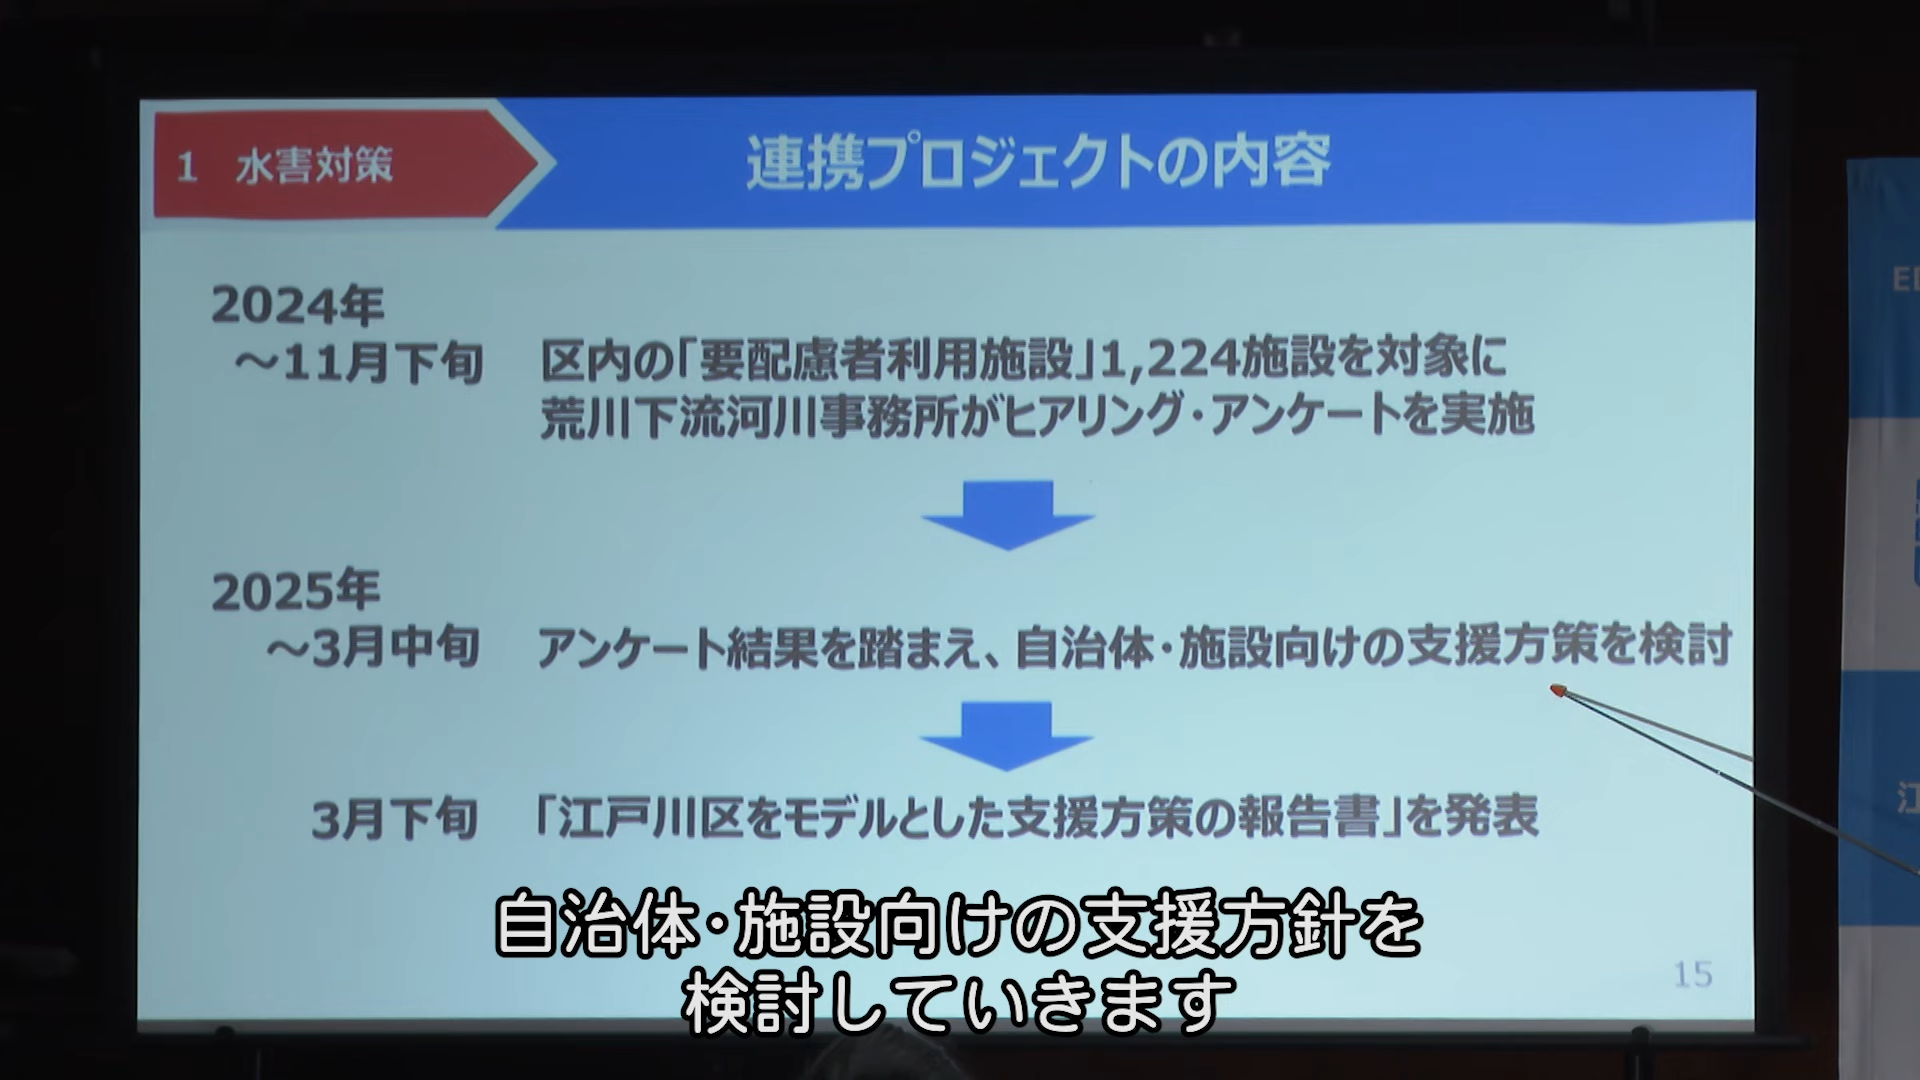 1 水害対策
連携プロジェクトの内容
2024年
～11月下旬 区内の「要配慮者利用施設」1,224施設を対象に
荒川下流河川事務所がヒアリング・アンケートを実施
2025年
～3月中旬 アンケート結果を踏まえ、自治体・施設向けの支援方策を検討
3月下旬 「江戸川区をモデルとした支援方策の報告書」を発表
15
自治体・施設向けの支援方針を
検討していきます